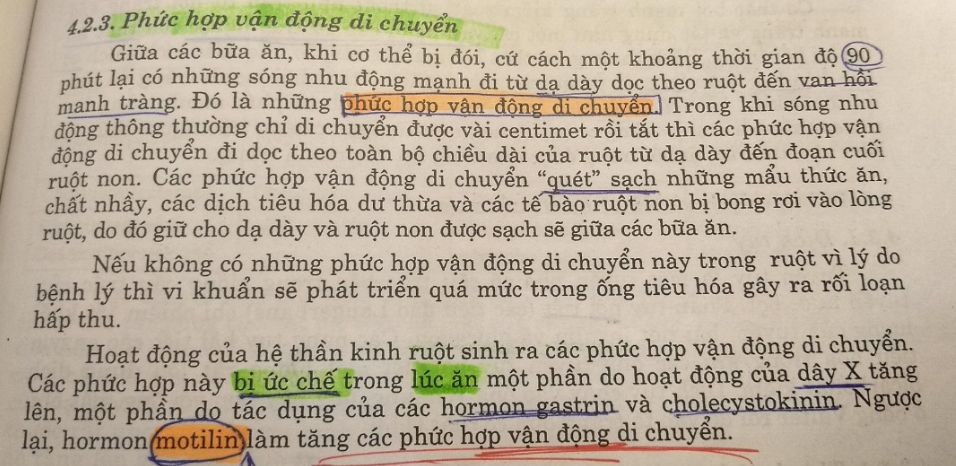 4.2.3. Phức hợp vận động di chuyển
Giữa các bữa ăn, khi cơ thể bị đói, cứ cách một khoảng thời gian độ 90
phút lại có những sóng nhu động mạnh đi từ dạ dày dọc theo ruột đến van hồi
manh tràng. Đó là những phức hợp vận động di chuyển. Trong khi sóng nhu
động thông thường chỉ di chuyển được vài centimet rồi tắt thì các phức hợp vận
động di chuyển đi dọc theo toàn bộ chiều dài của ruột từ dạ dày đến đoạn cuối
ruột non. Các phức hợp vận động di chuyển “quét” sạch những mẩu thức ăn,
chất nhầy, các dịch tiêu hóa dư thừa và các tế bào ruột non bị bong rơi vào lòng
ruột, do đó giữ cho dạ dày và ruột non được sạch sẽ giữa các bữa ăn.
Nếu không có những phức hợp vận động di chuyển này trong ruột vì lý do
bệnh lý thì vi khuẩn sẽ phát triển quá mức trong ống tiêu hóa gây ra rối loạn
hấp thu.
Hoạt động của hệ thần kinh ruột sinh ra các phức hợp vận động di chuyển.
Các phức hợp này bị ức chế trong lúc ăn một phần do hoạt động của dây X tăng
lên, một phần do tác dụng của các hormon gastrin và cholecystokinin. Ngược
lại, hormon motilin làm tăng các phức hợp vận động di chuyển.